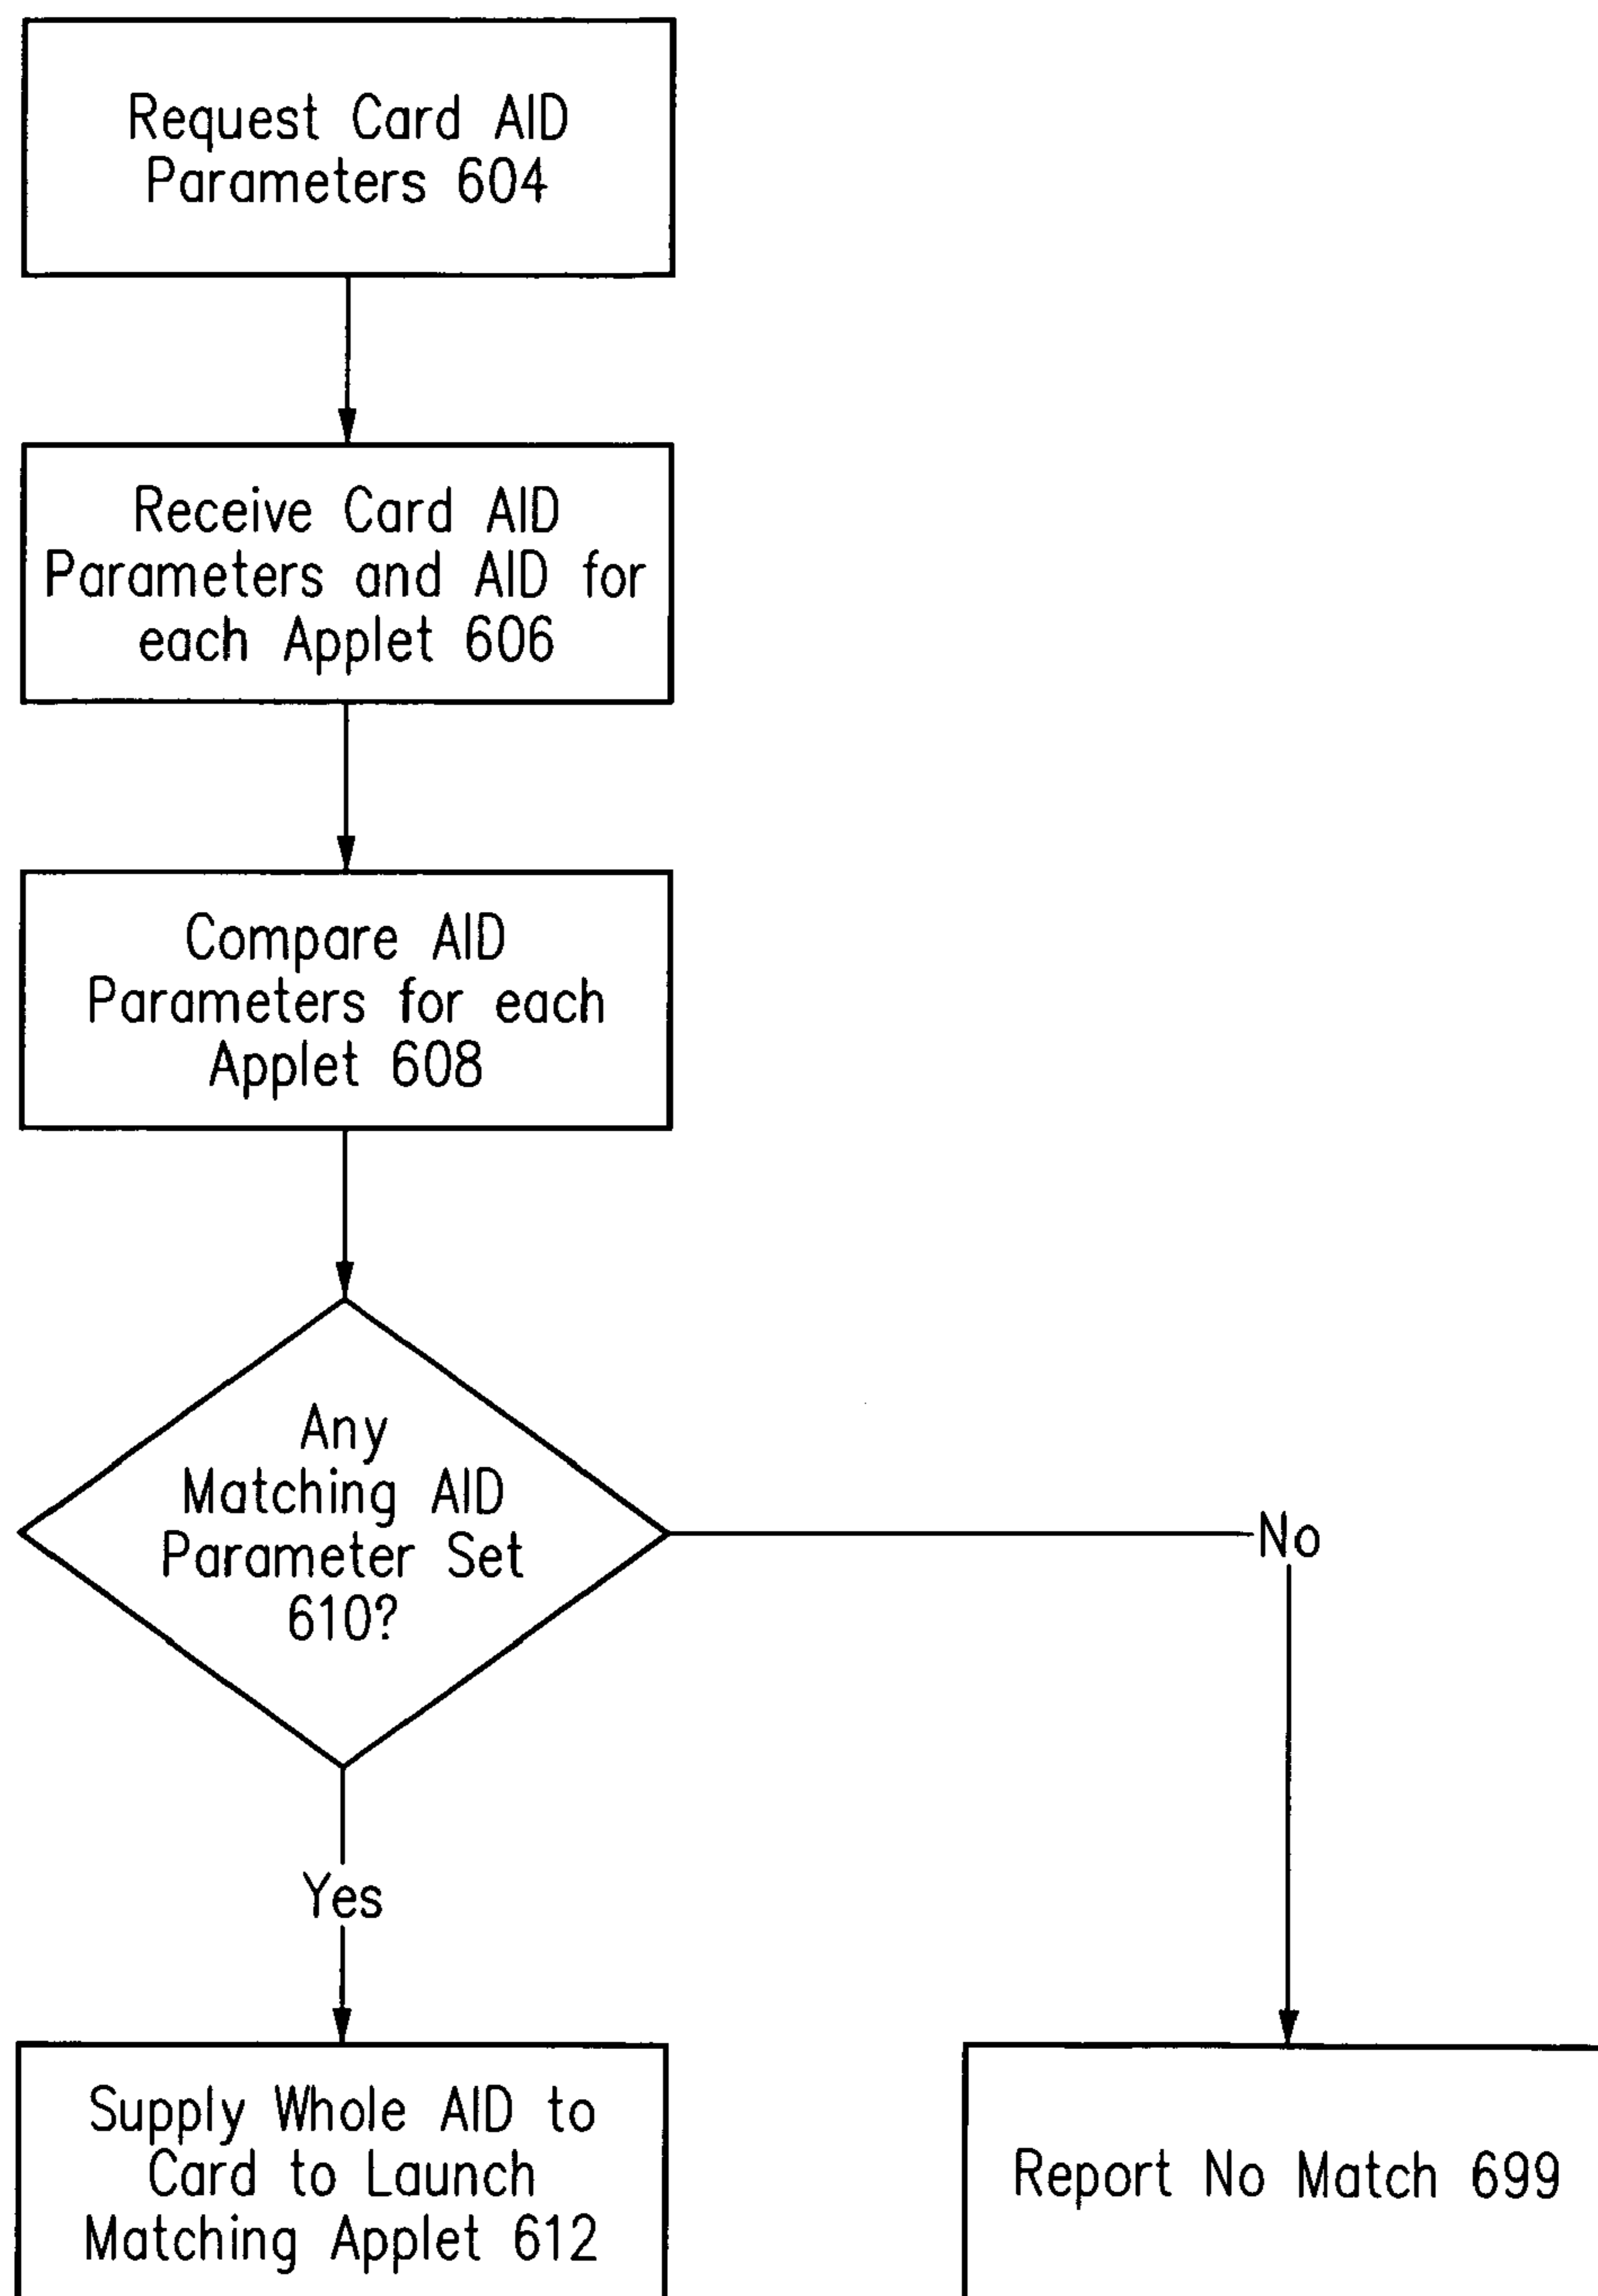 Request Card AID
Parameters 604
Receive Card AID
Parameters and AID for
each Applet 606
Compare AID
Parameters for each
Applet 608
Any
Matching AID
Parameter Set
610?
No
Yes
Supply Whole AID to
Card to Launch
Matching Applet 612
Report No Match 699